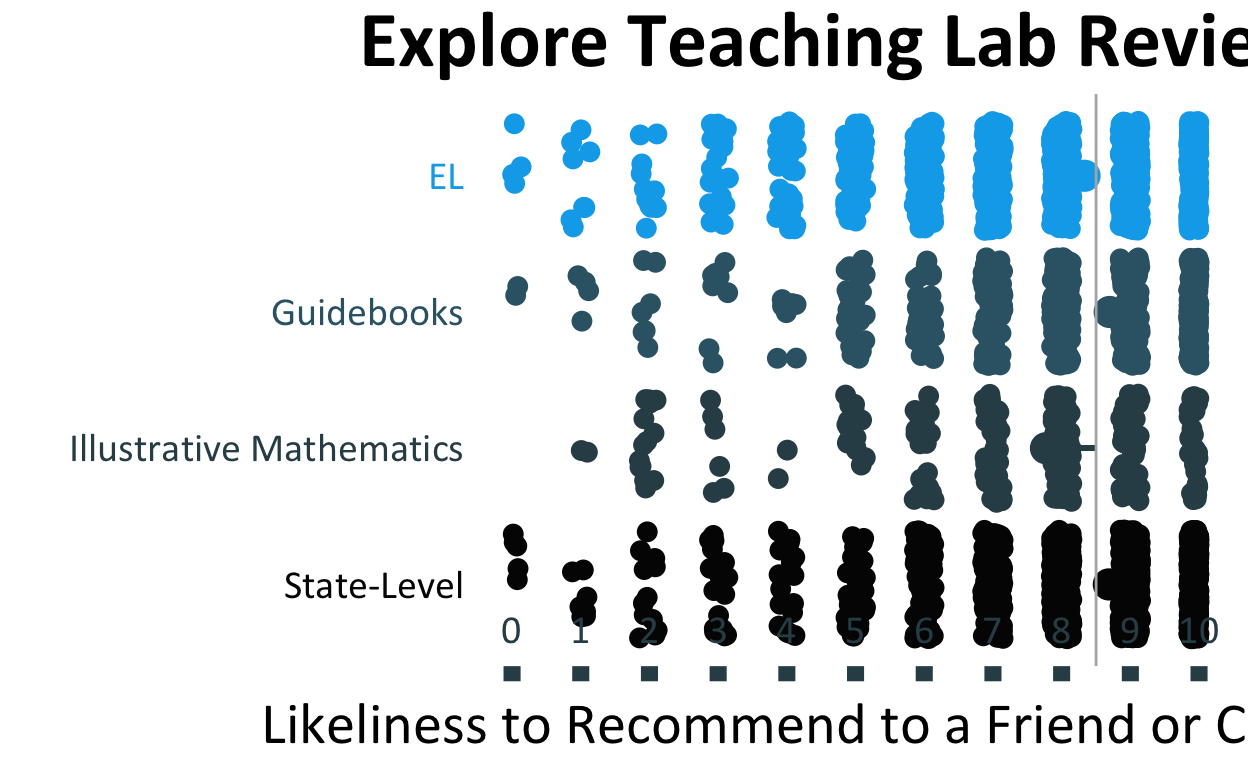 Explore Teaching Lab Revie
EL
Guidebooks
Illustrative Mathematics
State-Level
0 1 2 3 4 5 6 7 8 9 10
Likeliness to Recommend to a Friend or C